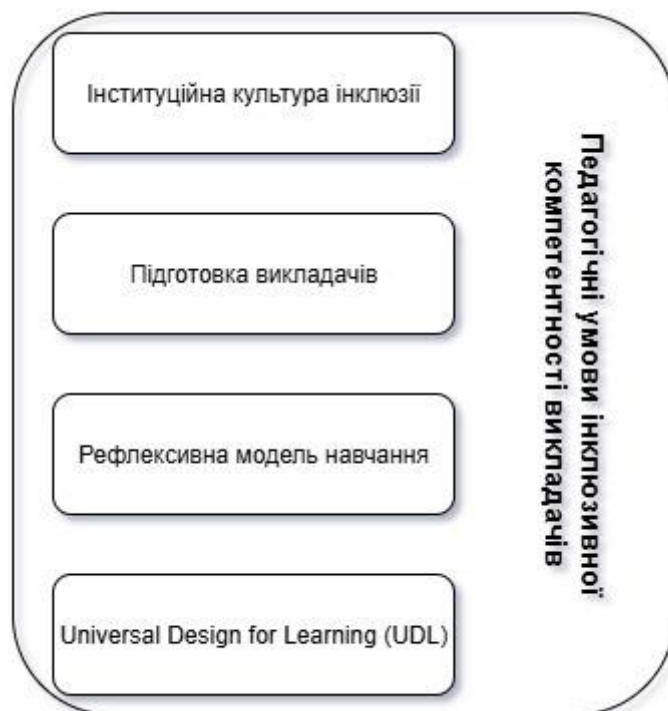 Інституційна культура інклюзії
Підготовка викладачів
Рефлексивна модель навчання
Universal Design for Learning (UDL)
Педагогічні умови інклюзивної
компетентності викладачів